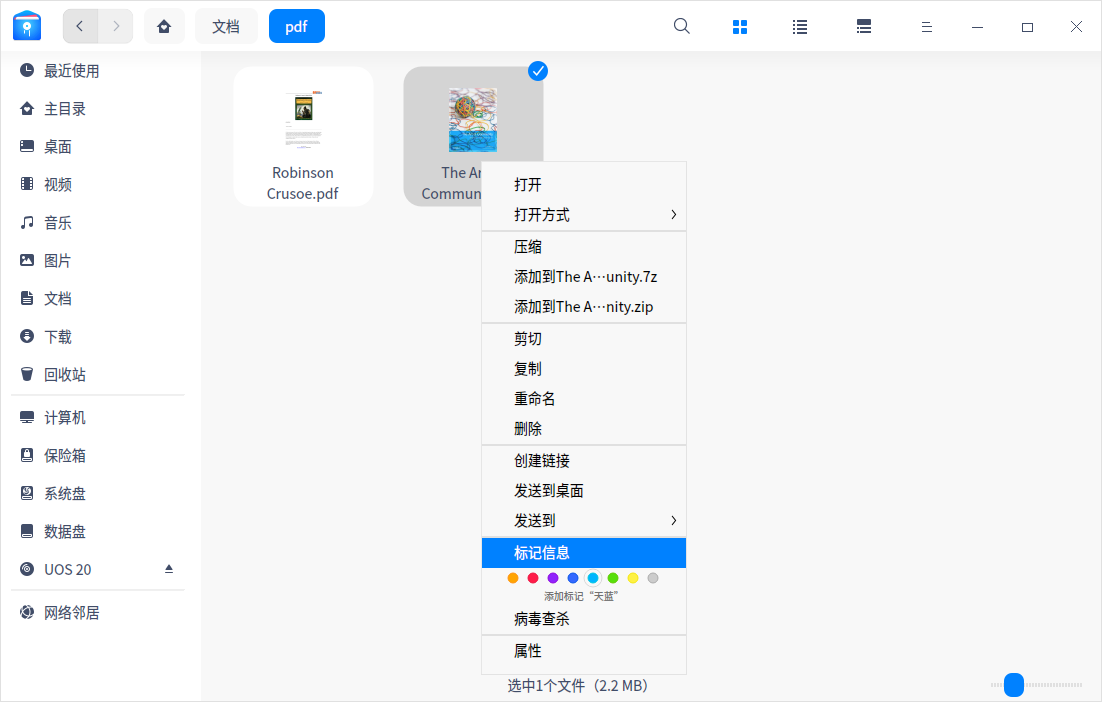 文档
pdf
最近使用
主目录
桌面
视频
音乐
图片
文档
下载
回收站
计算机
保险箱
系统盘
数据盘
UOS 20
网络邻居
Robinson
Crusoe.pdf
The Ar
Commun
打开
打开方式
压缩
添加到The A…unity.7z
添加到The A…nity.zip
剪切
复制
重命名
删除
创建链接
发送到桌面
发送到
标记信息
添加标记“天蓝”
病毒查杀
属性
选中1个文件（2.2 MB）